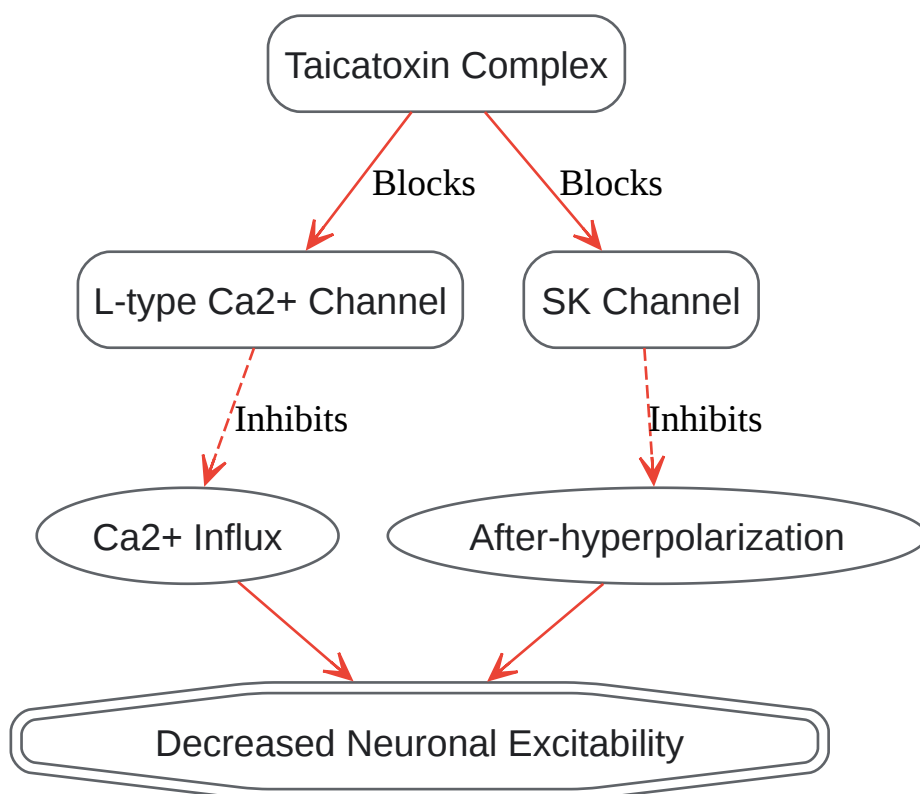 Taicatoxin Complex
Blocks
Blocks
L-type Ca2+ Channel
SK Channel
Inhibits
Inhibits
Ca2+ Influx
After-hyperpolarization
Decreased Neuronal Excitability